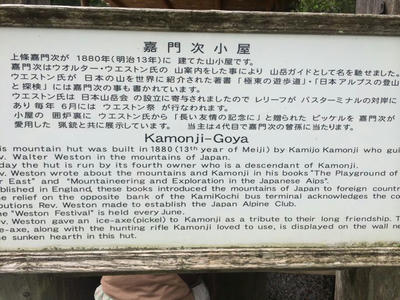 嘉門次小屋
上條嘉門次が 1880年(明治13年)に 建てた山小屋です。
嘉門次はウオルター・ウエストン氏の 山案内をした事により 山岳ガイドとして名を馳せました。
ウエストン氏が 日本の山を世界に紹介された著書「極東の遊歩道」・「日本アルプスの登山
と探検」には嘉門次の事も書かれています。
ウエストン氏は 日本山岳会 の設立に寄与されましたので レリーフが バスターミナルの対岸に
あり 毎年 6月には ウエストン祭 が行なわれます。
小屋の 囲炉裏に ウエストン氏から「長い友情の記念に」と贈られた ピッケルを 嘉門次が
愛用した 猟銃と共に展示しています。 当主は4代目で嘉門次の曽孫に当たります。
Kamonji-Goya
is mountain hut was built in 1880(13th year of Meiji) by Kamijo Kamonji who gui
v. Walter Weston in the mountains of Japan.
day the hut is run by its fourth owner who is a descendant of Kamonji.
v. Weston wrote about the mountains and Kamonji in his books "The Playground of
r East" and "Mountaineering and Exploration in the Japanese Alps".
blished in England, these books introduced the mountains of Japan to foreign countr
e relief on the opposite bank of the KamiKochi bus terminal acknowledges the co
butions Rev. Weston made to establish the Japan Alpine Club.
he "Weston Festival" is held every June.
v. Weston gave an ice-axe(pickel) to Kamonji as a tribute to their long friendship. T
e-axe, along with the hunting rifle Kamonji loved to use, is displayed on the wall ne
e sunken hearth in this hut.